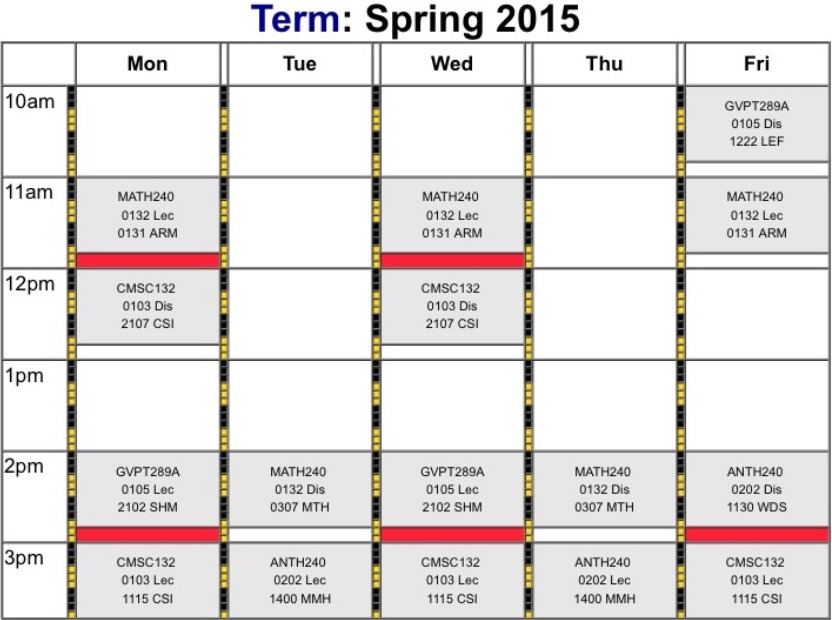 Term: Spring 2015
Mon Tue Wed Thu Fri
10am
GVPT289A
0105 Dis
1222 LEF
11am
MATH240 MATH240 MATH240
0132 Lec 0132 Lec 0132 Lec
0131 ARM 0131 ARM 0131 ARM
12pm
CMSC132 CMSC132
0103 Dis 0103 Dis
2107 CSI 2107 CSI
1pm
2pm
GVPT289A MATH240 GVPT289A MATH240 ANTH240
0105 Lec 0132 Dis 0105 Lec 0132 Dis 0202 Dis
2102 SHM 0307 MTH 2102 SHM 0307 MTH 1130 WDS
3pm
CMSC132 ANTH240 CMSC132 ANTH240 CMSC132
0103 Lec 0202 Lec 0103 Lec 0202 Lec 0103 Lec
1115 CSI 1400 MMH 1115 CSI 1400 MMH 1115 CSI